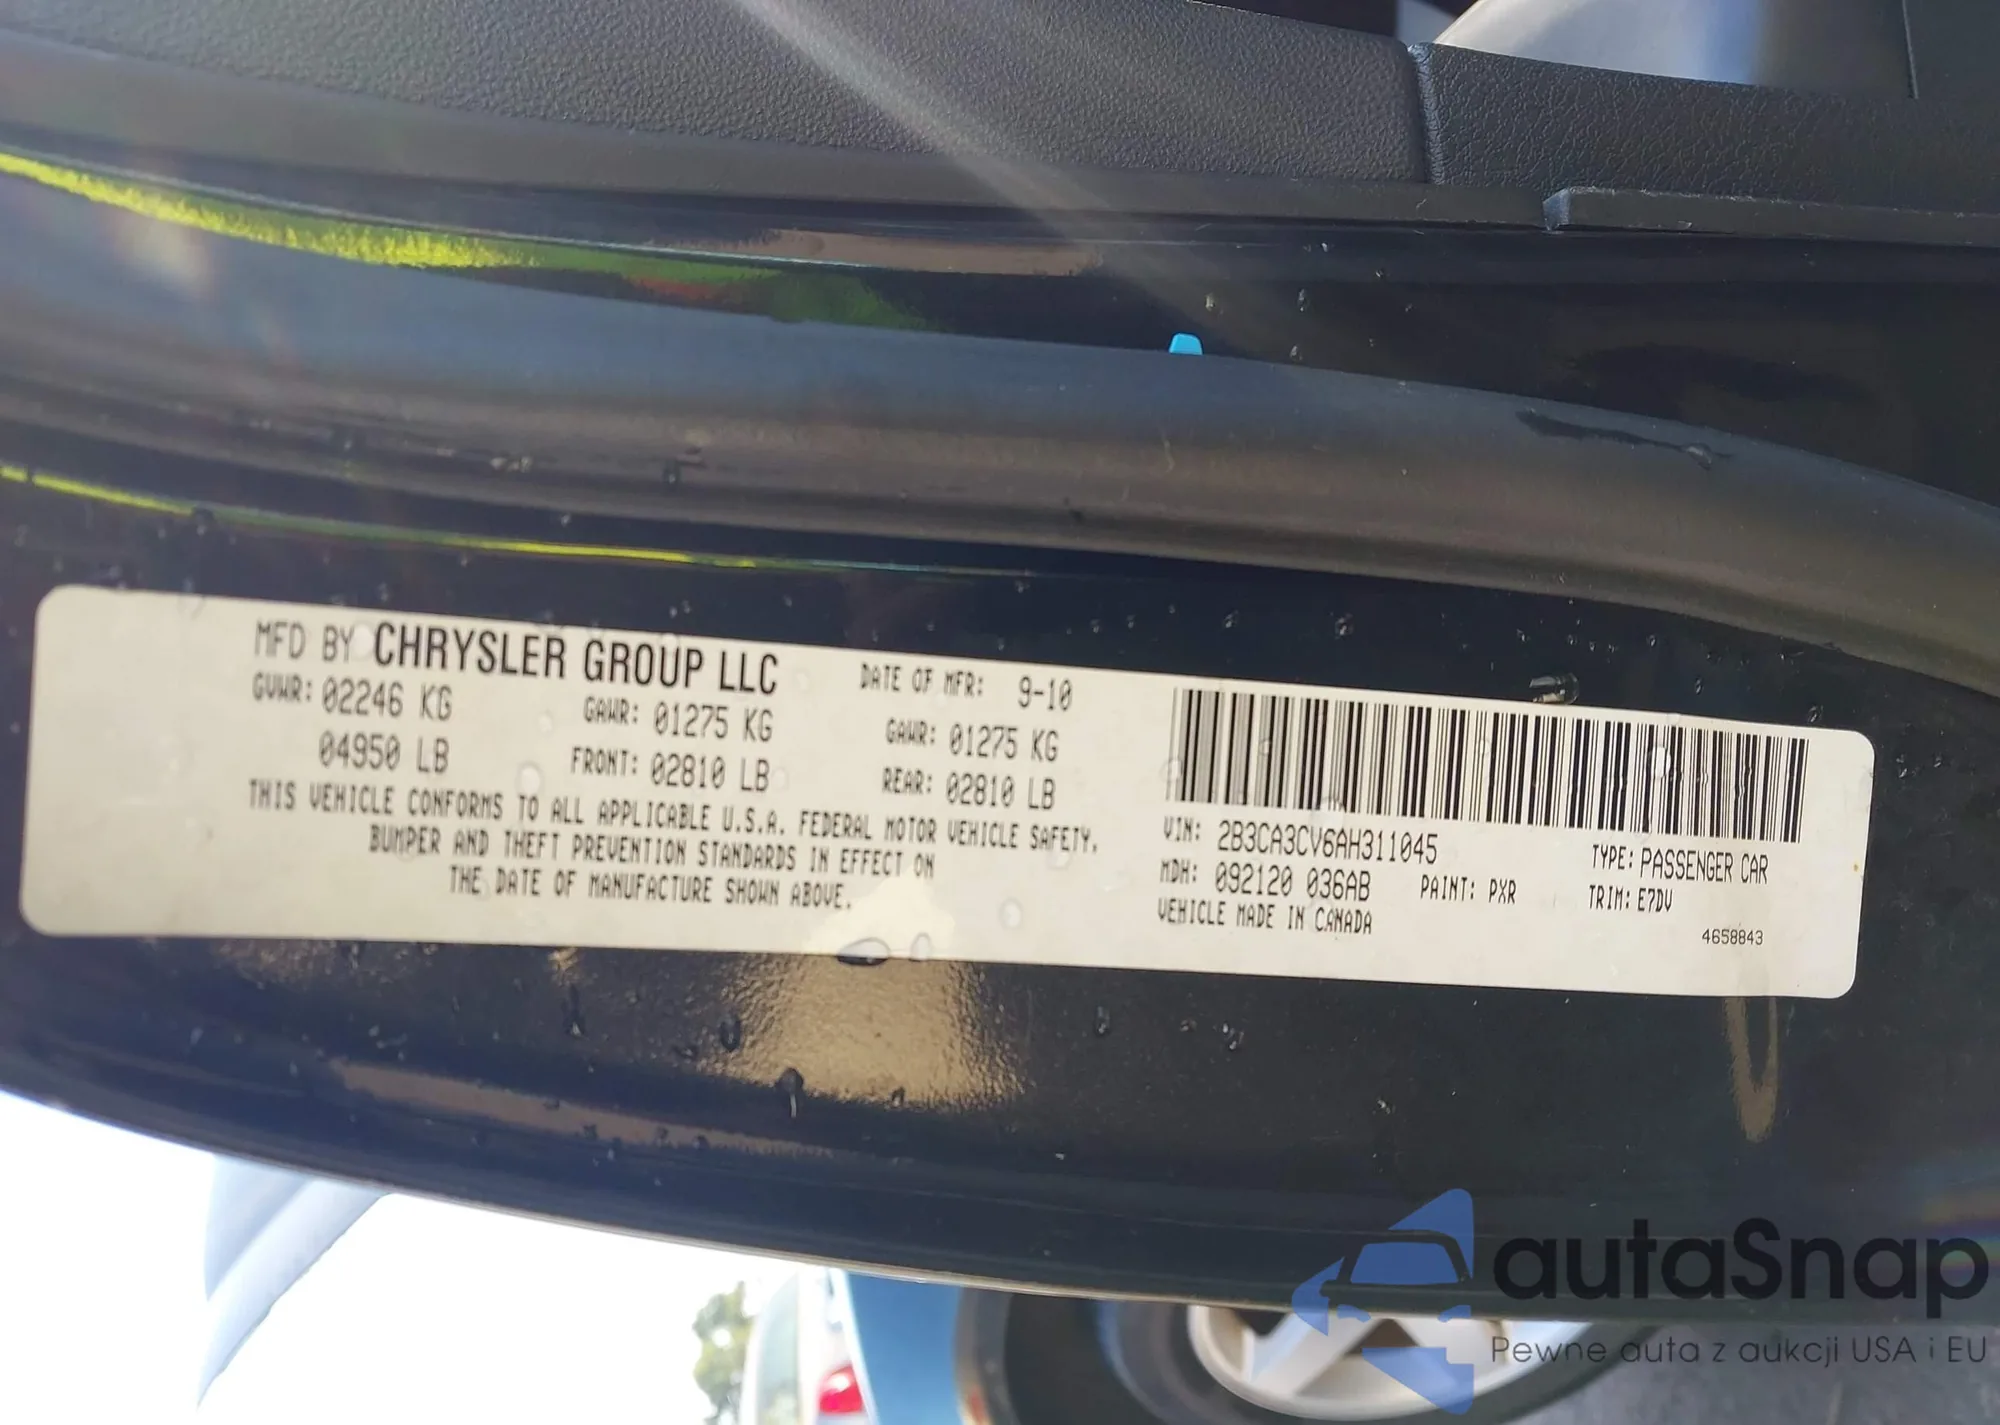 MFD BY CHRYSLER GROUP LLC DATE OF MFR: 9-10
GVWR: 02246 KG GAWR: 01275 KG GAWR: 01275 KG
04950 LB FRONT: 02810 LB REAR: 02810 LB
THIS VEHICLE CONFORMS TO ALL APPLICABLE U.S.A. FEDERAL MOTOR VEHICLE SAFETY,
BUMPER AND THEFT PREVENTION STANDARDS IN EFFECT ON
THE DATE OF MANUFACTURE SHOWN ABOVE.
VIN: 2B3CA3CV6AH311045 TYPE: PASSENGER CAR
MDH: 092120 036AB PAINT: PXR TRIM: E7DV
VEHICLE MADE IN CANADA
4658843
autaSnap
Pewne auta z aukcji USA i EU